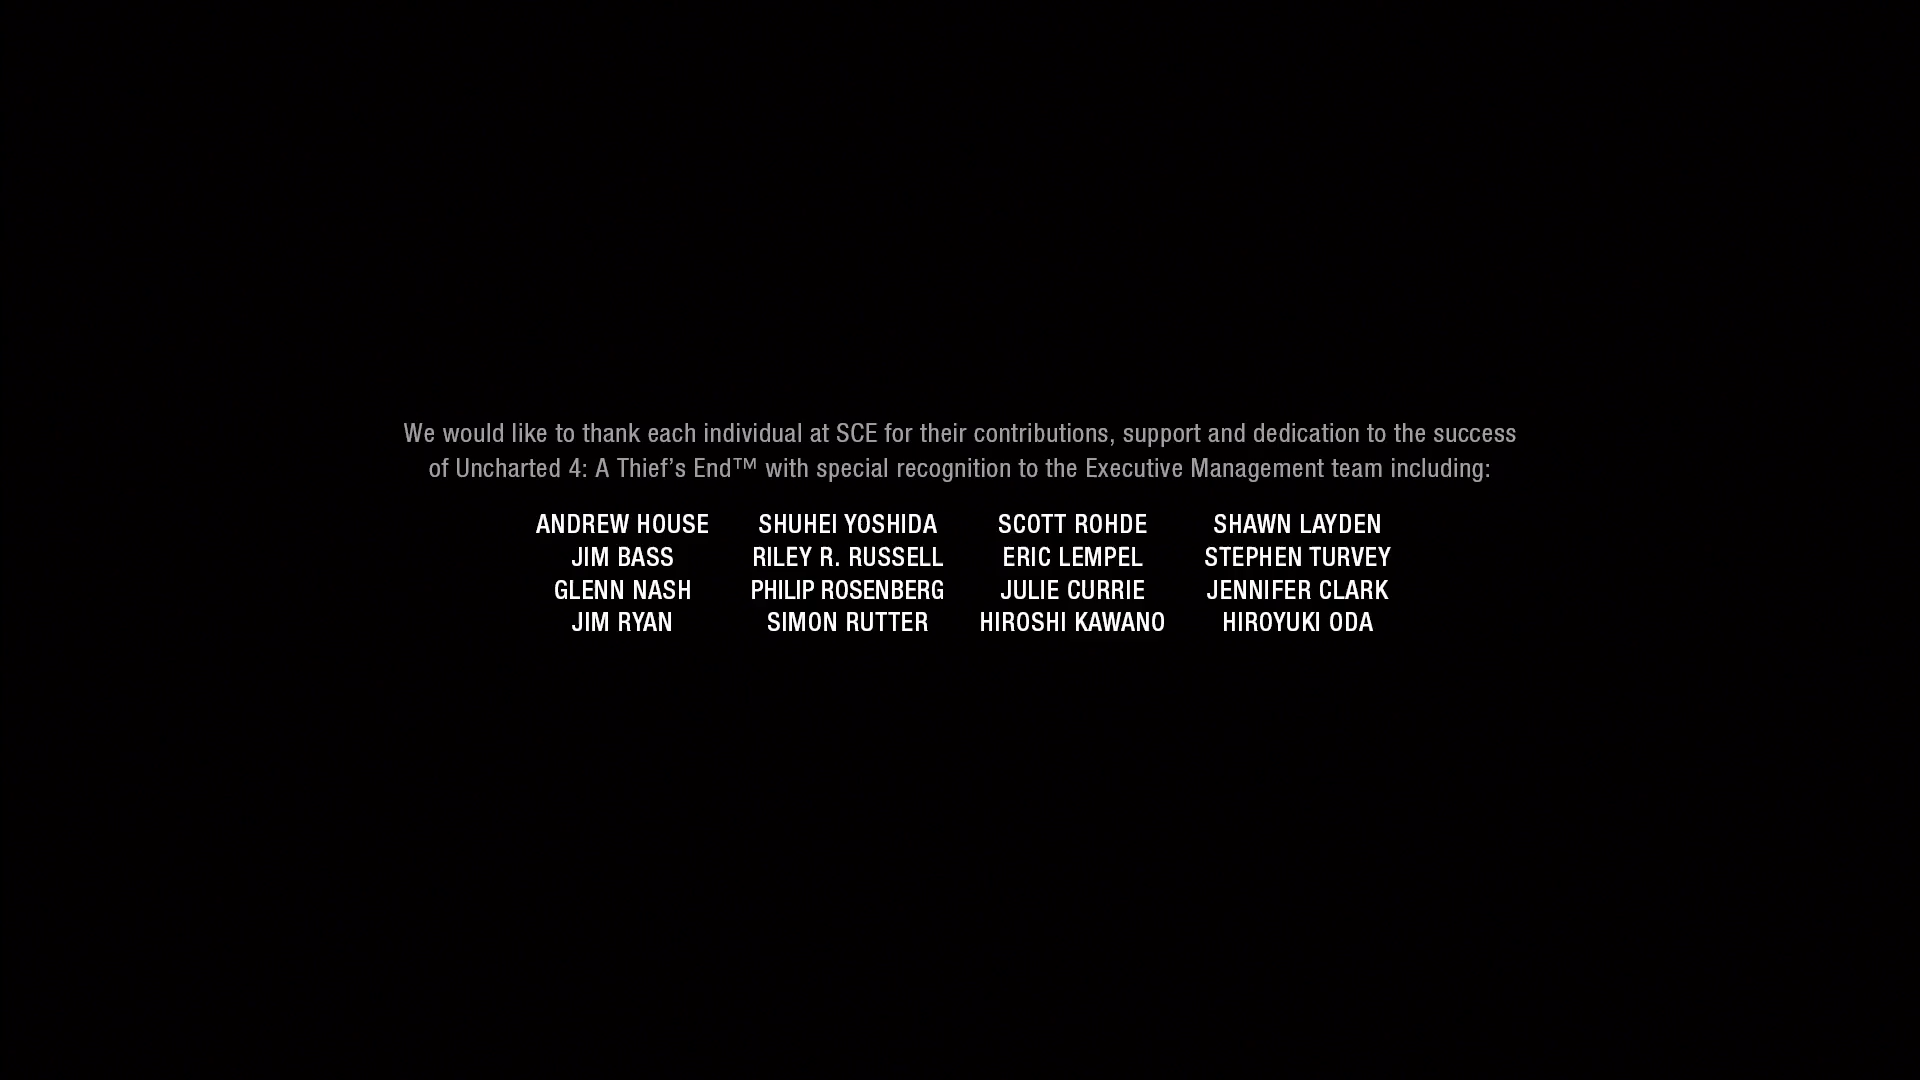 We would like to thank each individual at SCE for their contributions, support and dedication to the success
of Uncharted 4: A Thief’s End™ with special recognition to the Executive Management team including:
ANDREW HOUSE SHUHEI YOSHIDA SCOTT ROHDE SHAWN LAYDEN
JIM BASS RILEY R. RUSSELL ERIC LEMPEL STEPHEN TURVEY
GLENN NASH PHILIP ROSENBERG JULIE CURRIE JENNIFER CLARK
JIM RYAN SIMON RUTTER HIROSHI KAWANO HIROYUKI ODA